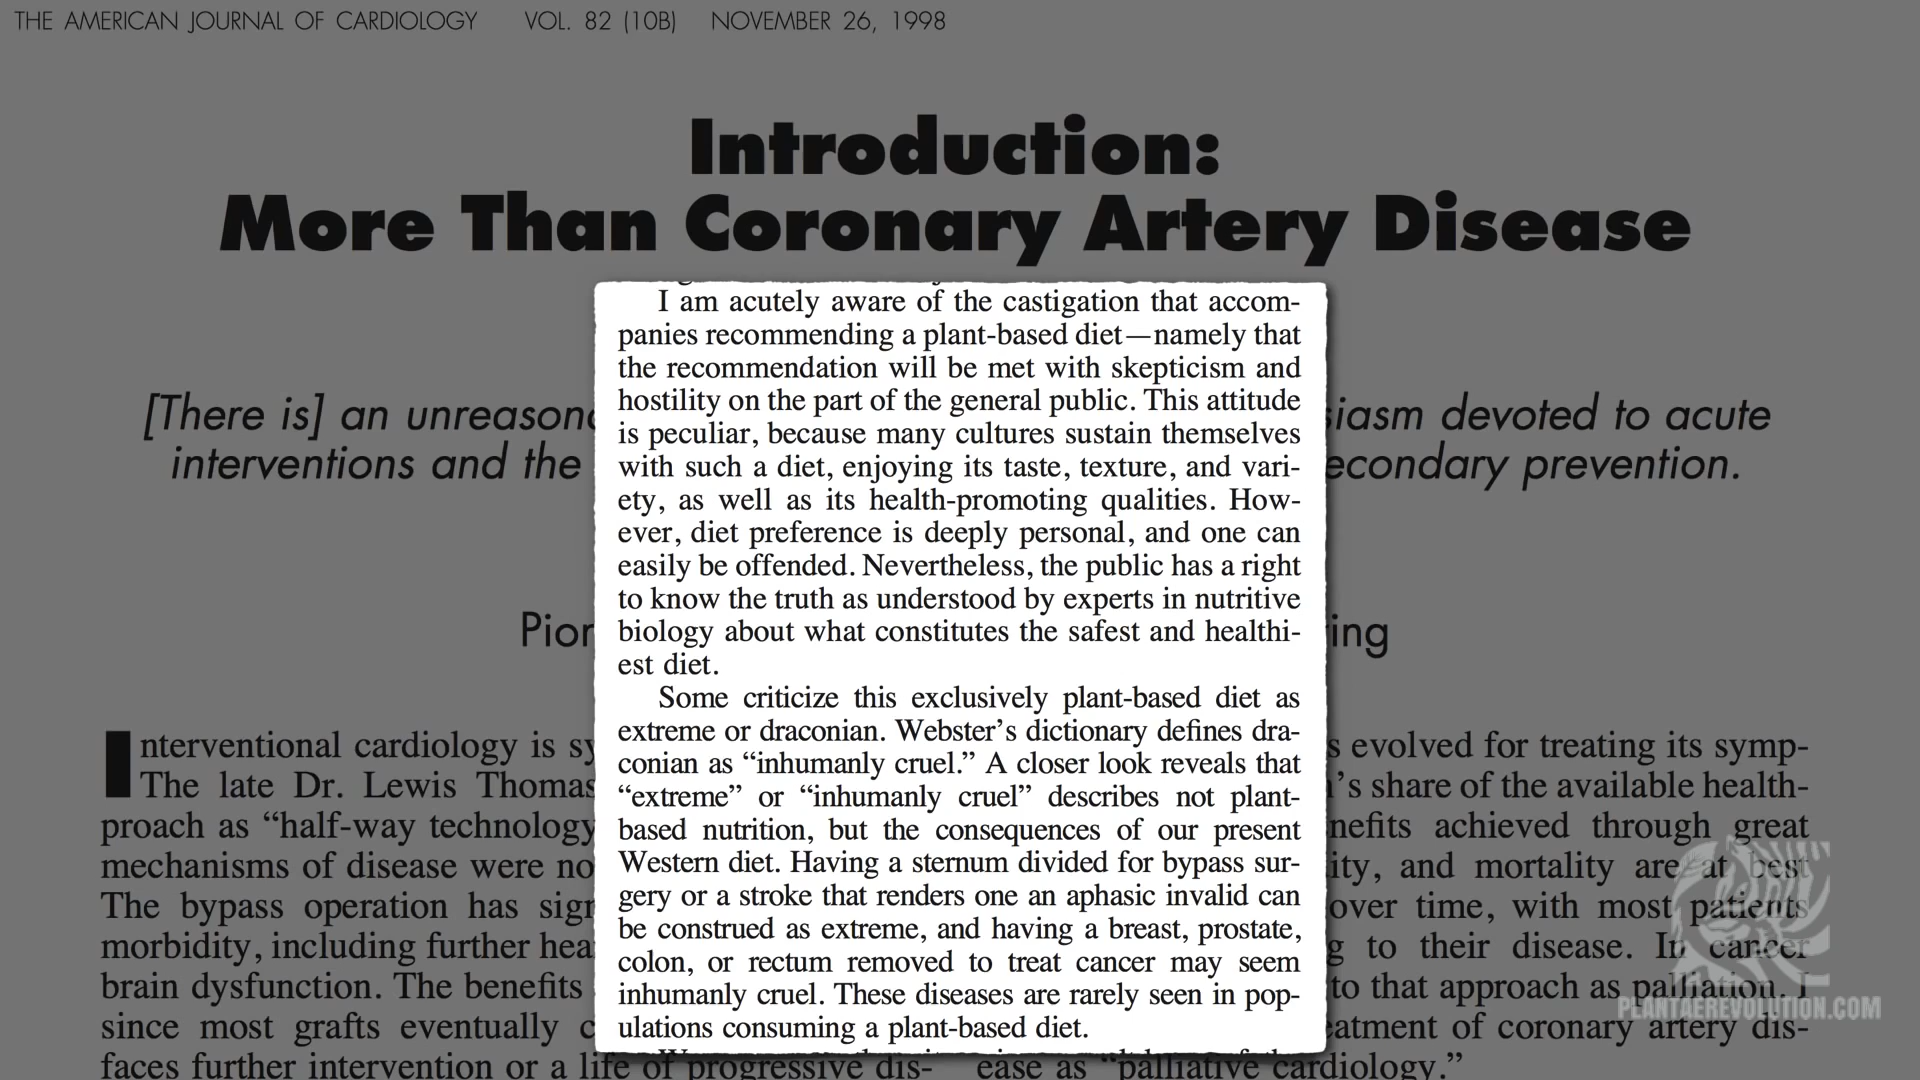 THE AMERICAN JOURNAL OF CARDIOLOGY VOL. 82 (10B) NOVEMBER 26, 1998
Introduction:
More Than Coronary Artery Disease
[There is] an
devoted to acute
interventions and the
prevention.
I am acutely aware of the castigation that accom-
panies recommending a plant-based diet—namely that
the recommendation will be met with skepticism and
hostility on the part of the general public. This attitude
is peculiar, because many cultures sustain themselves
with such a diet, enjoying its taste, texture, and vari-
ety, as well as its health-promoting qualities. How-
ever, diet preference is deeply personal, and one can
easily be offended. Nevertheless, the public has a right
to know the truth as understood by experts in nutritive
biology about what constitutes the safest and healthi-
est diet.
Some criticize this exclusively plant-based diet as
extreme or draconian. Webster’s dictionary defines dra-
conian as “inhumanly cruel.” A closer look reveals that
“extreme” or “inhumanly cruel” describes not plant-
based nutrition, but the consequences of our present
Western diet. Having a sternum divided for bypass sur-
gery or a stroke that renders one an aphasic invalid can
be construed as extreme, and having a breast, prostate,
colon, or rectum removed to treat cancer may seem
inhumanly cruel. These diseases are rarely seen in pop-
ulations consuming a plant-based diet.
Interventional cardiology is
The late Dr. Lewis Thomas
proach as “half-way technology
mechanisms of disease were
The bypass operation has
morbidity, including further
brain dysfunction. The benefits
since most grafts eventually
faces further intervention or a life of progressive dis-
evolved for treating its symp-
share of the available health-
achieved through great
and mortality are at best
over time, with most patients
to their disease. In cancer
to that approach as palliation. I
of coronary artery dis-
ease as “palliative cardiology.”
PLANTAEREVOLUTION.COM